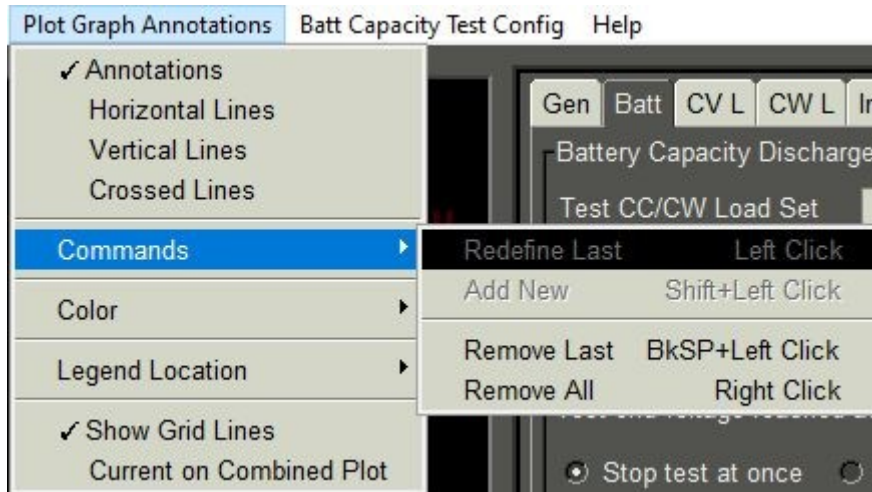 Plot Graph Annotations Batt Capacity Test Config Help
✓ Annotations
Horizontal Lines
Vertical Lines
Crossed Lines
Commands
Color
Legend Location
✓ Show Grid Lines
Current on Combined Plot
Redefine Last Left Click
Add New Shift+Left Click
Remove Last BkSP+Left Click
Remove All Right Click
Gen Batt CV L CW L
Battery Capacity Discharge
Test CC/CW Load Set
Stop test at once